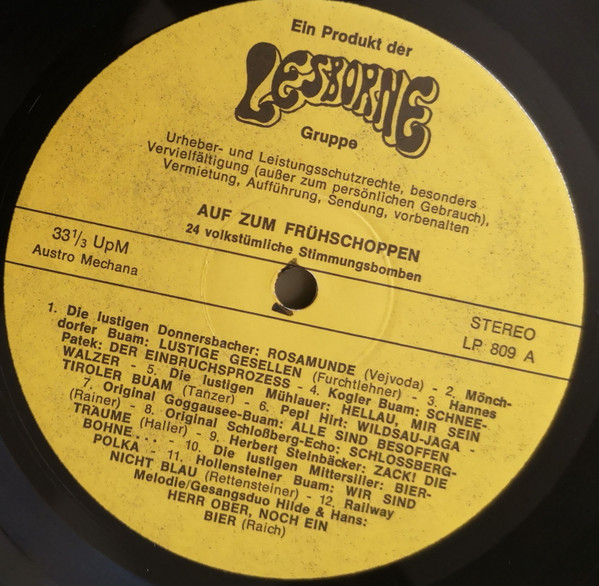 Ein Produkt der
LESBORNE
Gruppe
Urheber- und Leistungsschutzrechte, besonders
Vervielfältigung (außer zum persönlichen Gebrauch),
Vermietung, Aufführung, Sendung, vorbehalten
AUF ZUM FRÜHSCHOPPEN
24 volkstümliche Stimmungsbomben
33 1/3 UpM
Austro Mechana
STEREO
LP 809 A
1. Die lustigen Donnersbacher: ROSAMUNDE (Vejvoda) - 2. Mönch-
dorfer Buam: LUSTIGE GESELLEN (Furchtlehner) - 3. Hannes
Patek: DER EINBRUCHSPROZESS - 4. Kogler Buam: SCHNEE-
WALZER - 5. Die lustigen Mühlauer: HELLAU, MIR SEIN
TIROLER BUAM (Tanzer) - 6. Pepi Hirt: WILDSAU-JAGA -
7. Original Goggausee-Buam: ALLE SIND BESOFFEN
(Rainer) - 8. Original Schloßberg-Echo: SCHLOSSBERG-
TRÄUME (Haller) - 9. Herbert Steinbäcker: ZACK! DIE
BOHNE... - 10. Die lustigen Mittersiller: BIER-
POLKA - 11. Hollensteiner Buam: WIR SIND
NICHT BLAU (Rettensteiner) - 12. Railway
Melodie/Gesangsduo Hilde & Hans:
HERR OBER, NOCH EIN
BIER (Raich)